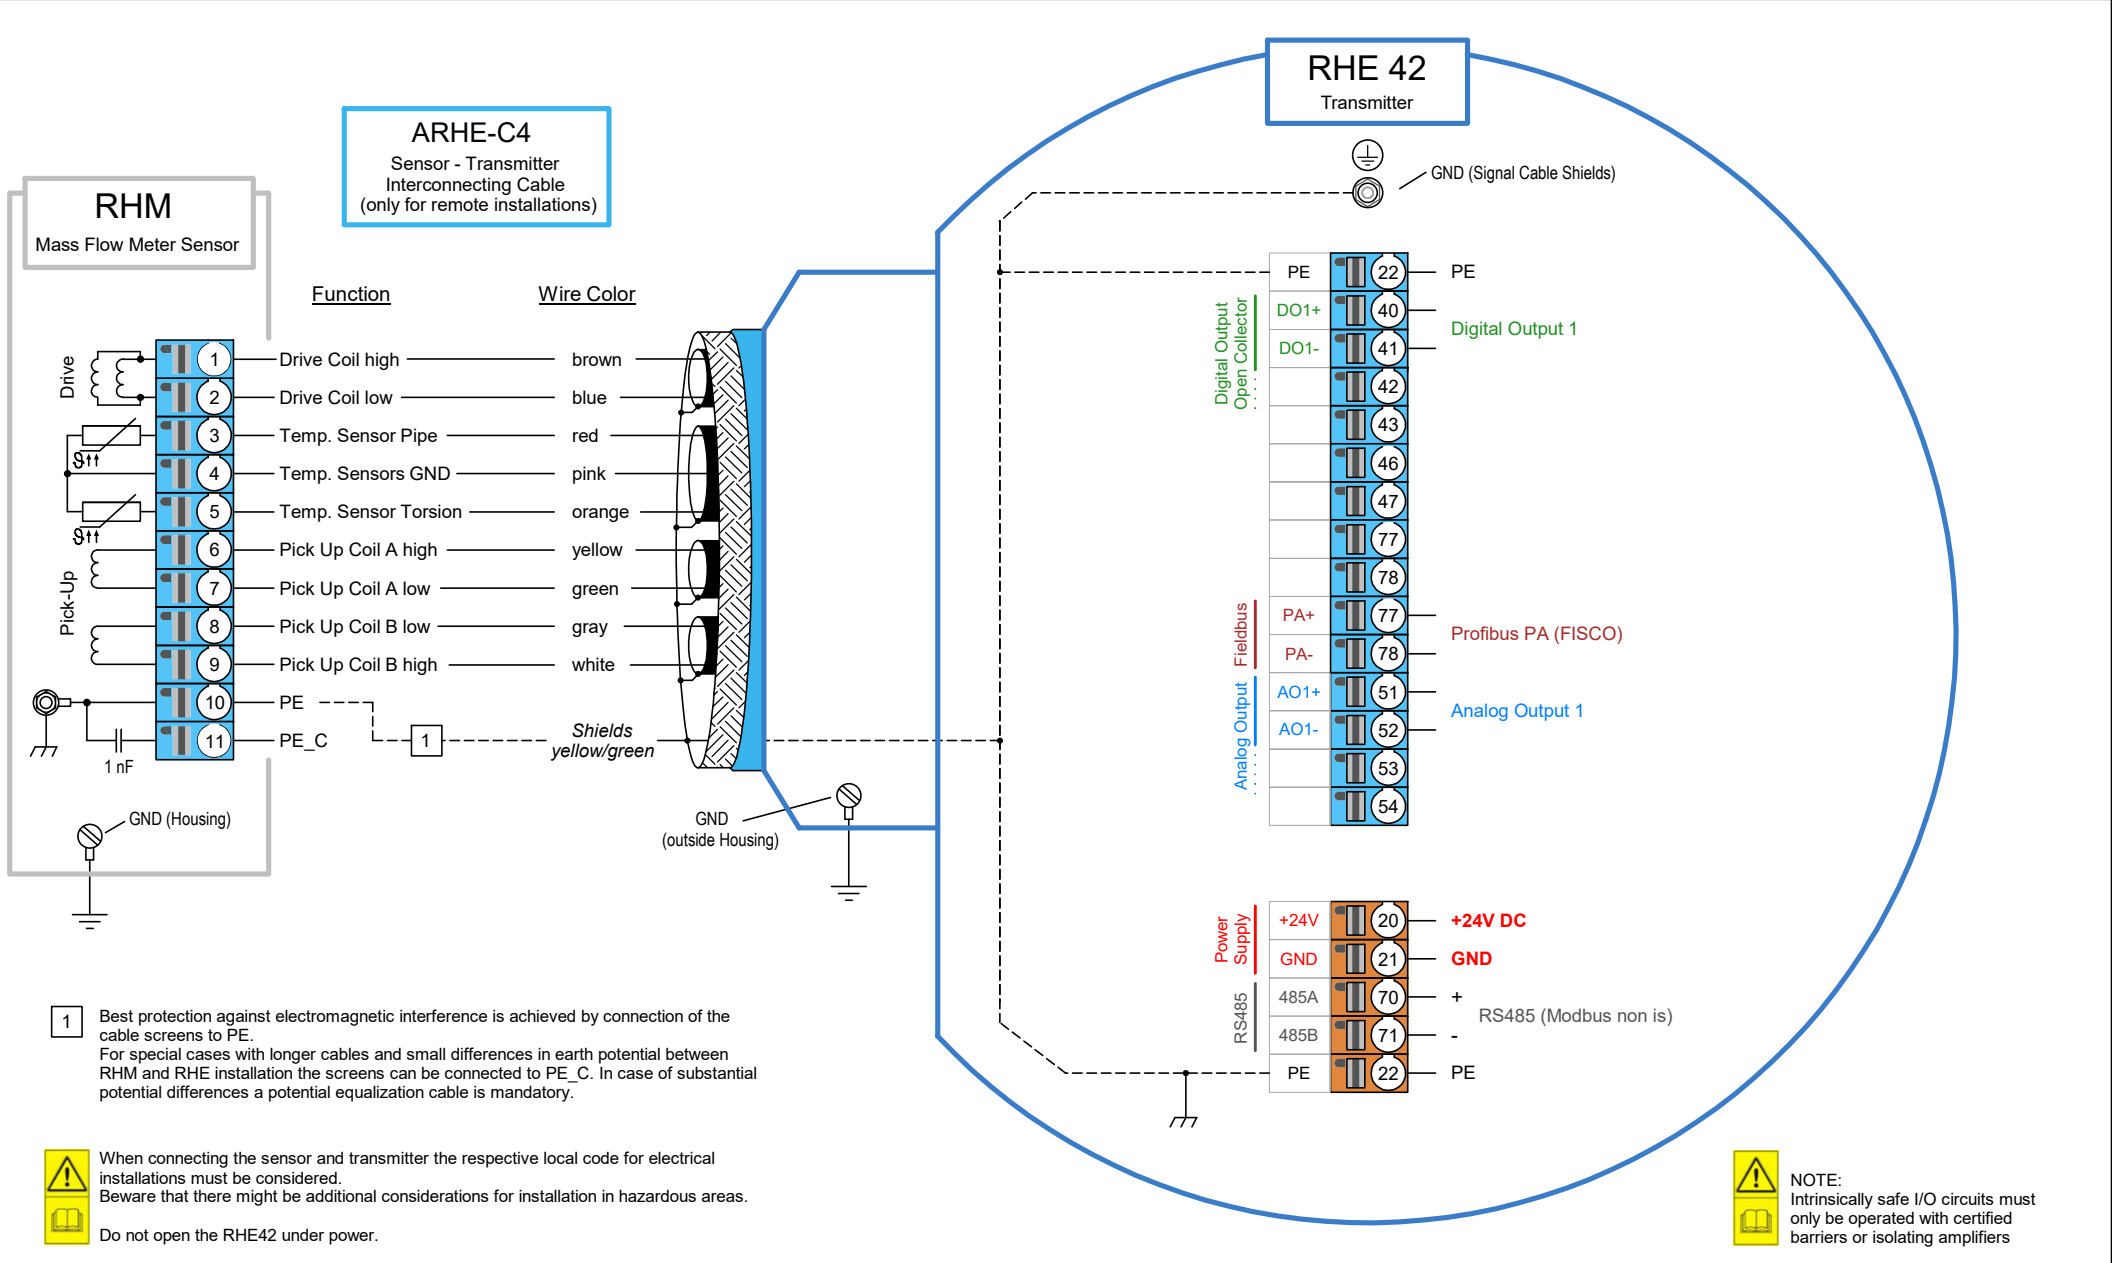 RHE 42
Transmitter
GND (Signal Cable Shields)
ARHE-C4
Sensor - Transmitter
Interconnecting Cable
(only for remote installations)
RHM
Mass Flow Meter Sensor
Function Wire Color
Drive
1 Drive Coil high brown
2 Drive Coil low blue
3 Temp. Sensor Pipe red
ϑ
4 Temp. Sensors GND pink
5 Temp. Sensor Torsion orange
ϑ
Pick-Up
6 Pick Up Coil A high yellow
7 Pick Up Coil A low green
8 Pick Up Coil B low gray
9 Pick Up Coil B high white
10 PE
11 PE_C
1 nF
1
Shields
yellow/green
GND (Housing)
GND
(outside Housing)
PE 22 PE
Digital Output
Open Collector
DO1+ 40
Digital Output 1
DO1- 41
42
43
46
47
77
78
Fieldbus
PA+ 77
Profibus PA (FISCO)
PA- 78
Analog Output
AO1+ 51
Analog Output 1
AO1- 52
53
54
Power
Supply
+24V 20 +24V DC
GND 21 GND
RS485
485A 70 +
RS485 (Modbus non is)
485B 71 -
PE 22 PE
1 Best protection against electromagnetic interference is achieved by connection of the
cable screens to PE.
For special cases with longer cables and small differences in earth potential between
RHM and RHE installation the screens can be connected to PE_C. In case of substantial
potential differences a potential equalization cable is mandatory.
When connecting the sensor and transmitter the respective local code for electrical
installations must be considered.
Beware that there might be additional considerations for installation in hazardous areas.
Do not open the RHE42 under power.
NOTE:
Intrinsically safe I/O circuits must
only be operated with certified
barriers or isolating amplifiers